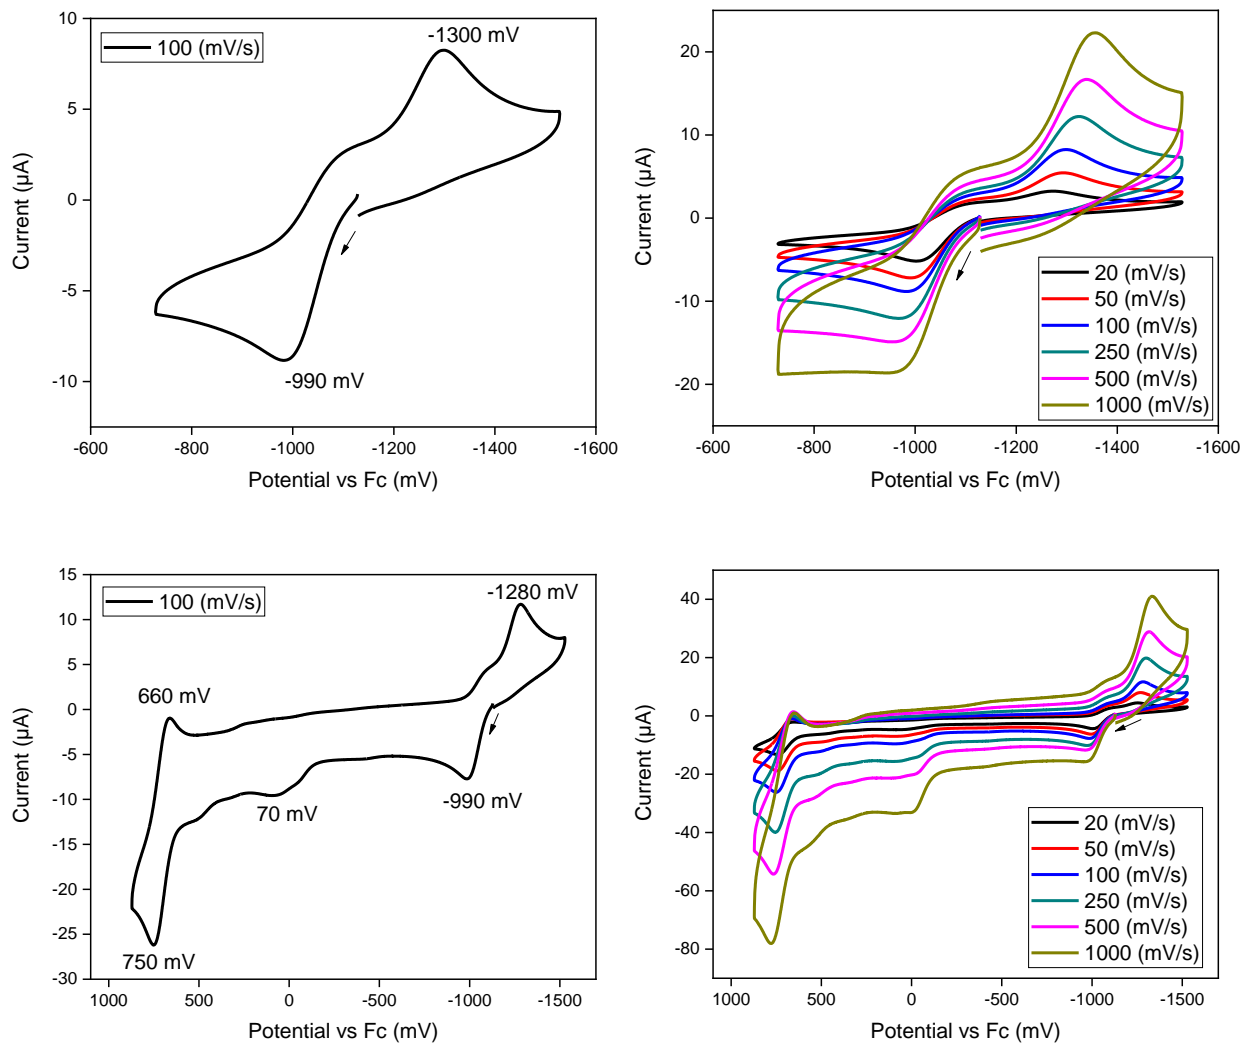 10
5
0
-5
-10
Current (µA)
100 (mV/s)
-1300 mV
-990 mV
-600
-800
-1000
-1200
-1400
-1600
Potential vs Fc (mV)
20
10
0
-10
-20
Current (µA)
20 (mV/s)
50 (mV/s)
100 (mV/s)
250 (mV/s)
500 (mV/s)
1000 (mV/s)
-600
-800
-1000
-1200
-1400
-1600
Potential vs Fc (mV)
15
10
5
0
-5
-10
-15
-20
-25
-30
Current (µA)
100 (mV/s)
-1280 mV
660 mV
70 mV
-990 mV
750 mV
1000
500
0
-500
-1000
-1500
Potential vs Fc (mV)
40
20
0
-20
-40
-60
-80
Current (µA)
20 (mV/s)
50 (mV/s)
100 (mV/s)
250 (mV/s)
500 (mV/s)
1000 (mV/s)
1000
500
0
-500
-1000
-1500
Potential vs Fc (mV)